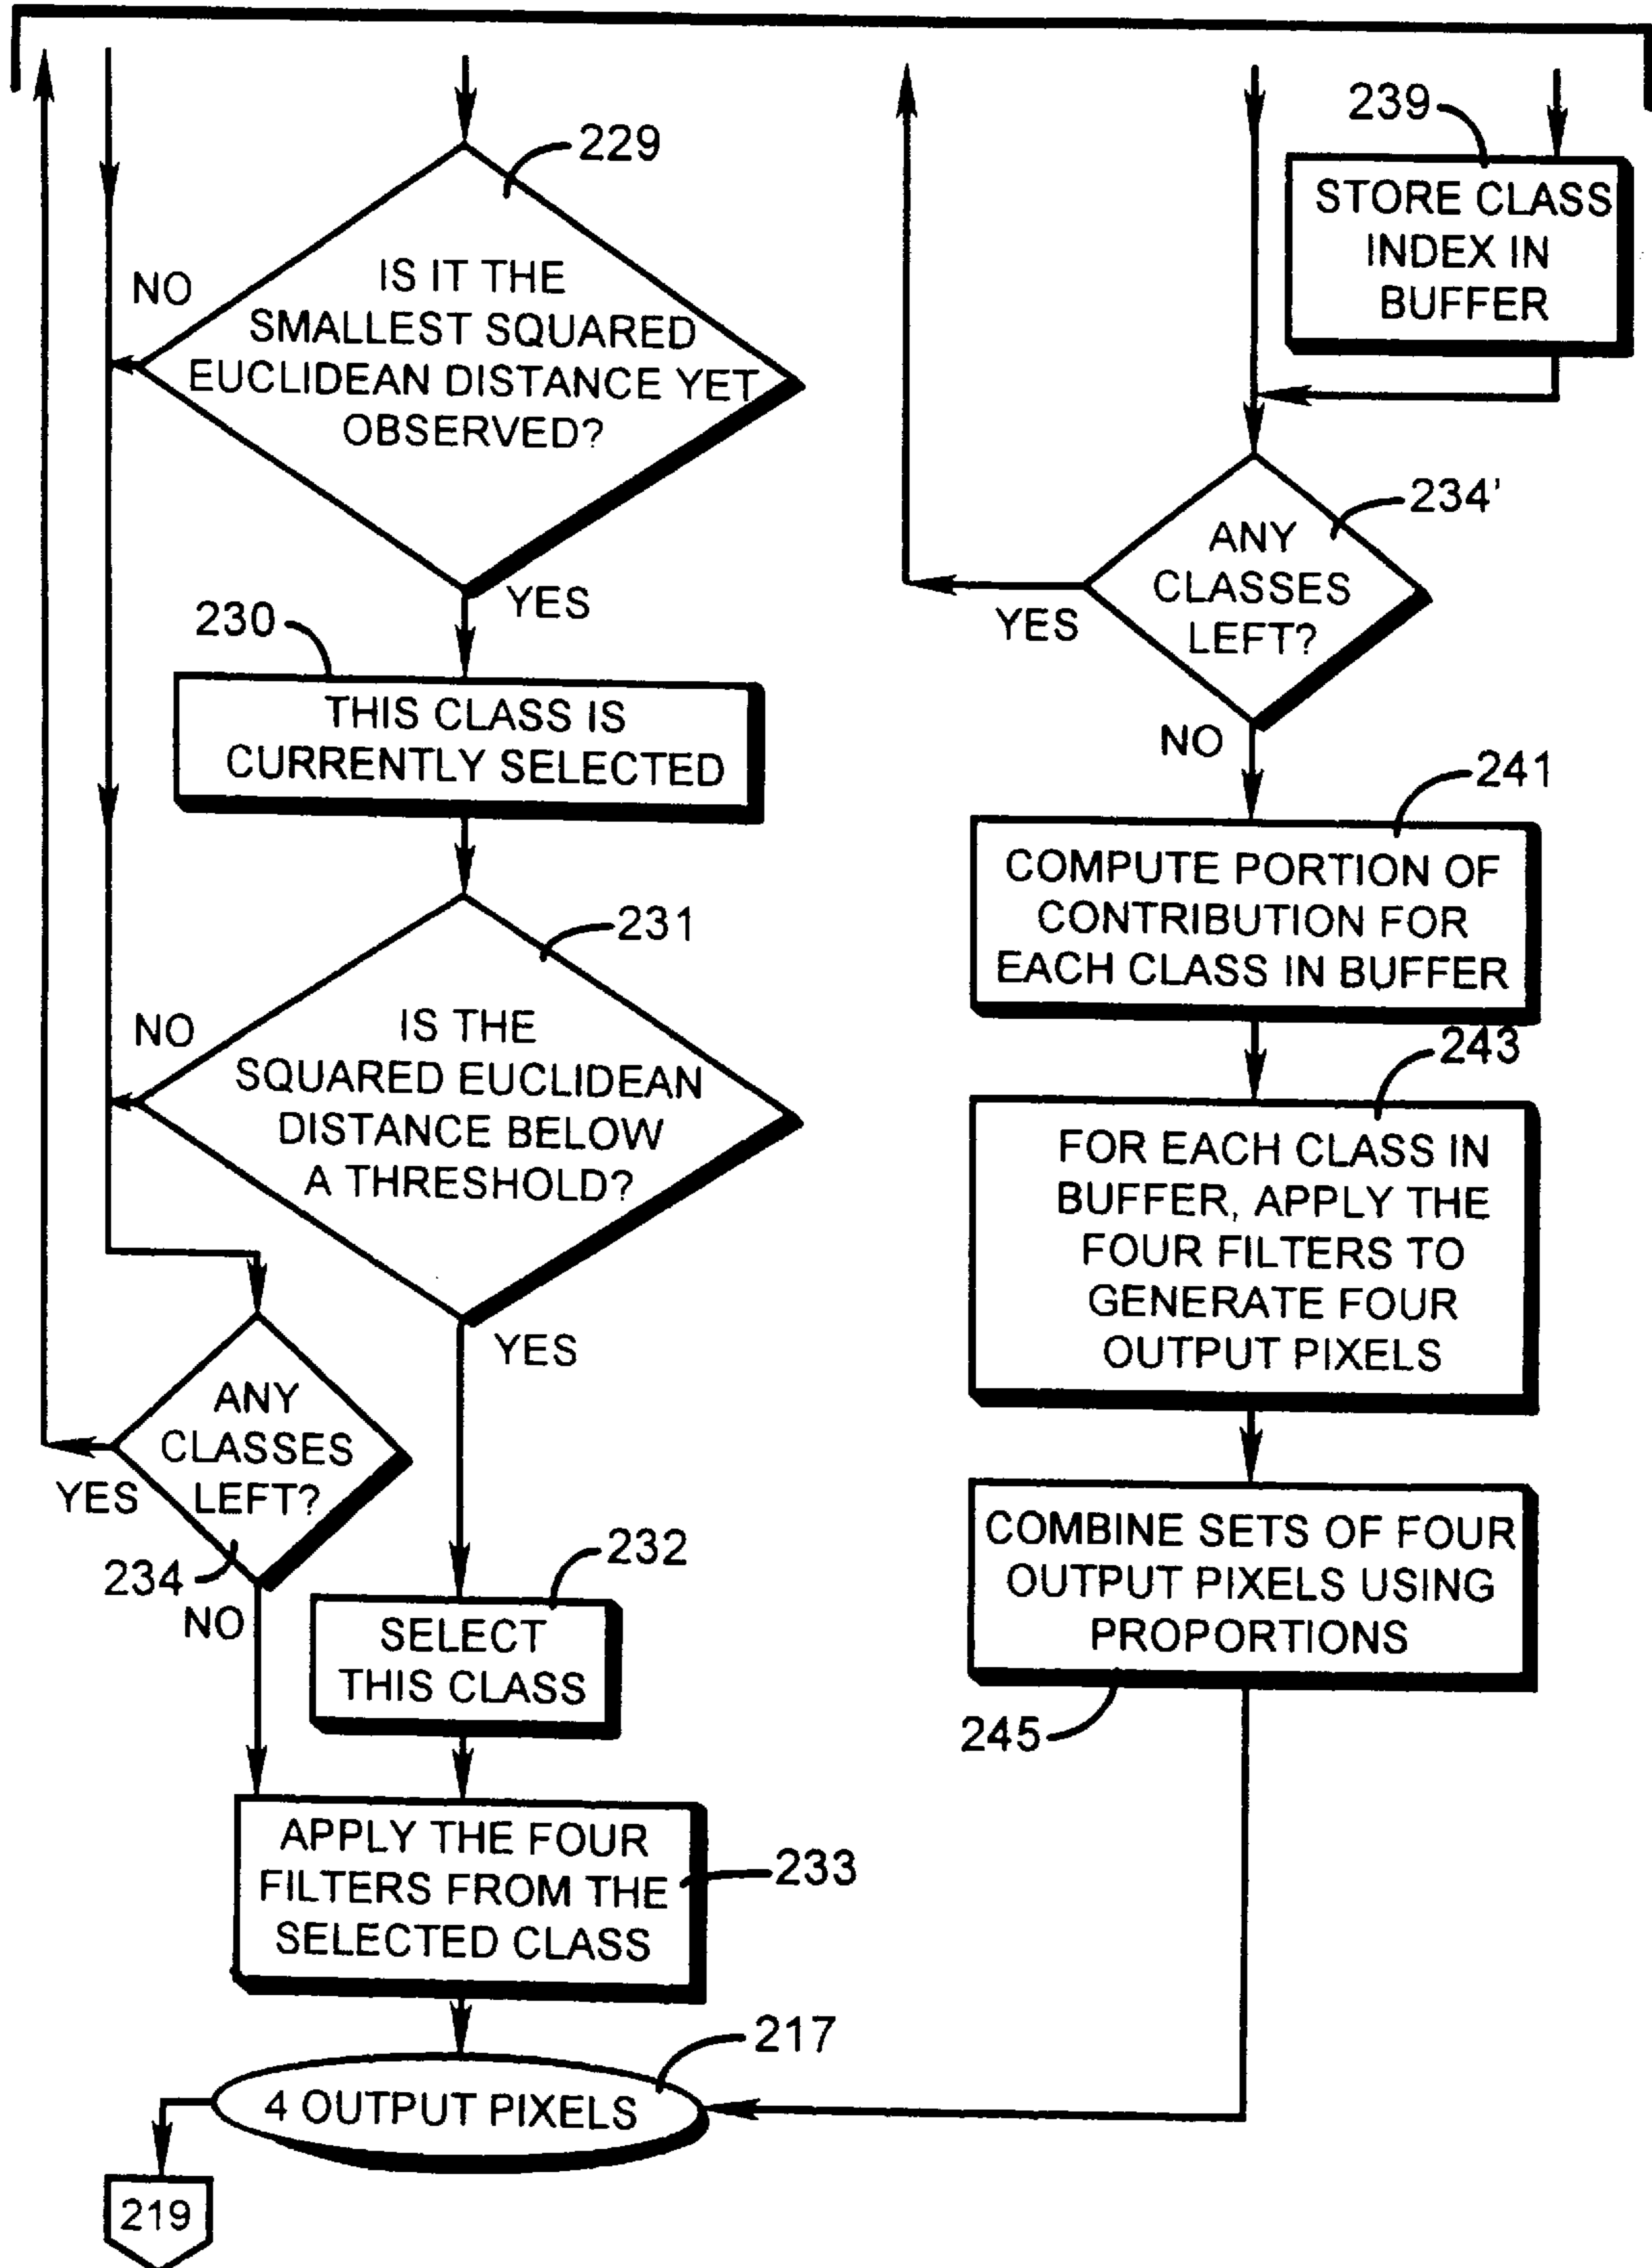 229
NO
IS IT THE
SMALLEST SQUARED
EUCLIDEAN DISTANCE YET
OBSERVED?
YES
230
THIS CLASS IS
CURRENTLY SELECTED
231
NO
IS THE
SQUARED EUCLIDEAN
DISTANCE BELOW
A THRESHOLD?
YES
ANY
CLASSES
LEFT?
YES
234
NO
232
SELECT
THIS CLASS
APPLY THE FOUR
FILTERS FROM THE
SELECTED CLASS
233
217
4 OUTPUT PIXELS
219
239
STORE CLASS
INDEX IN
BUFFER
234'
ANY
CLASSES
LEFT?
YES
NO
241
COMPUTE PORTION OF
CONTRIBUTION FOR
EACH CLASS IN BUFFER
243
FOR EACH CLASS IN
BUFFER, APPLY THE
FOUR FILTERS TO
GENERATE FOUR
OUTPUT PIXELS
COMBINE SETS OF FOUR
OUTPUT PIXELS USING
PROPORTIONS
245